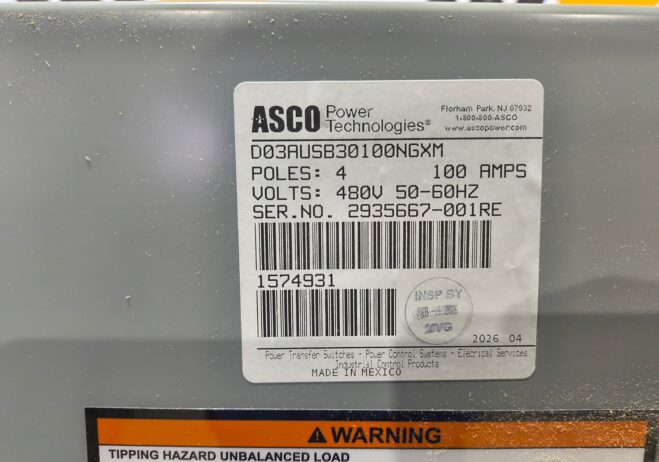 ASCO Power Technologies®
Florham Park, NJ 07932
1-800-800-ASCO
www.ascopower.com
D03AUSB30100NGXM
POLES: 4 100 AMPS
VOLTS: 480V 50-60HZ
SER.NO. 2935667-001RE
1574931
INSP BY
2026 04
Power Transfer Switches - Power Control Systems - Electrical Services
Industrial Control Products
MADE IN MEXICO
WARNING
TIPPING HAZARD UNBALANCED LOAD